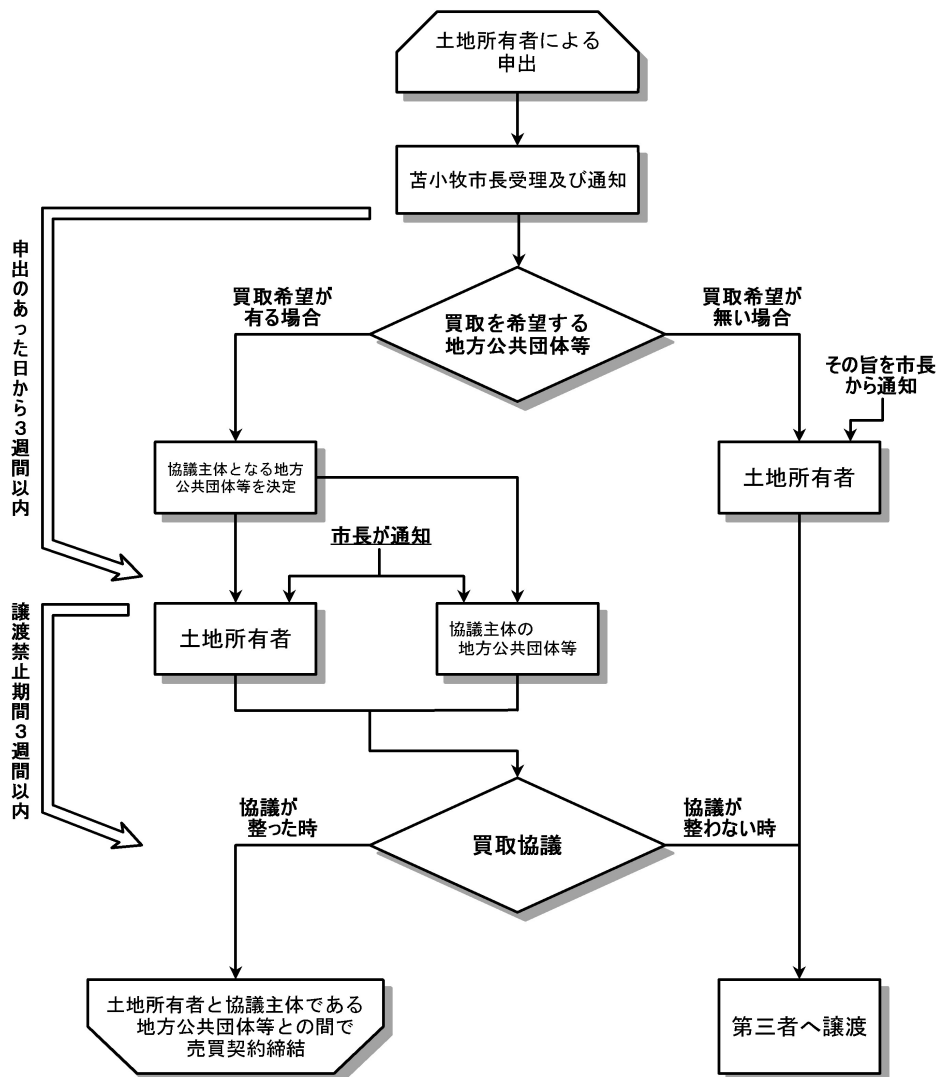 土地所有者による
申出
苫小牧市長受理及び通知
申出のあった日から3週間以内
買取希望が
有る場合
買取を希望する
地方公共団体等
買取希望が
無い場合
その旨を市長
から通知
協議主体となる地方
公共団体等を決定
土地所有者
市長が通知
譲渡禁止期間3週間以内
土地所有者
協議主体の
地方公共団体等
協議が
整った時
買取協議
協議が
整わない時
土地所有者と協議主体である
地方公共団体等との間で
売買契約締結
第三者へ譲渡